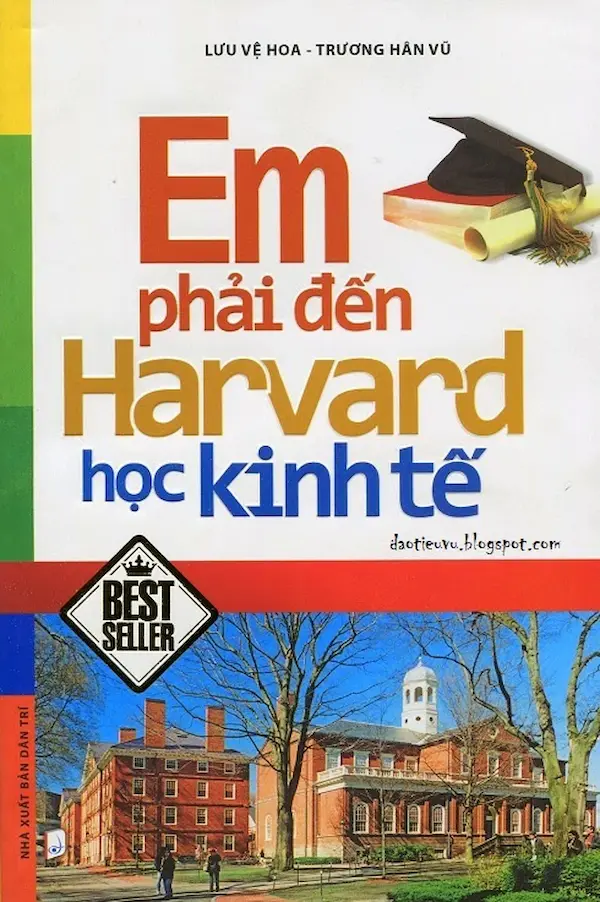 LƯU VỆ HOA - TRƯƠNG HÂN VŨ
Em
phải đến
Harvard
học kinh tế
daotieuvu.blogspot.com
BEST
SELLER
NHÀ XUẤT BẢN DÂN TRÍ